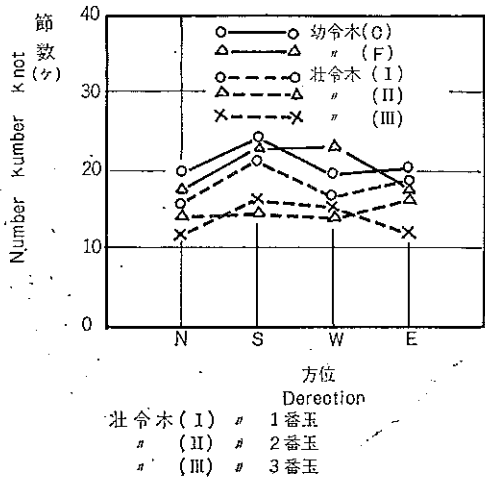 節数(ケ)
Number kumber knot
40
30
20
10
0
幼令木(C)
〃 (F)
壮令木(I)
〃 (II)
〃 (III)
N S W E
方位
Derection
壮令木(I) 〃 1番玉
〃 (II) 〃 2番玉
〃 (III) 〃 3番玉